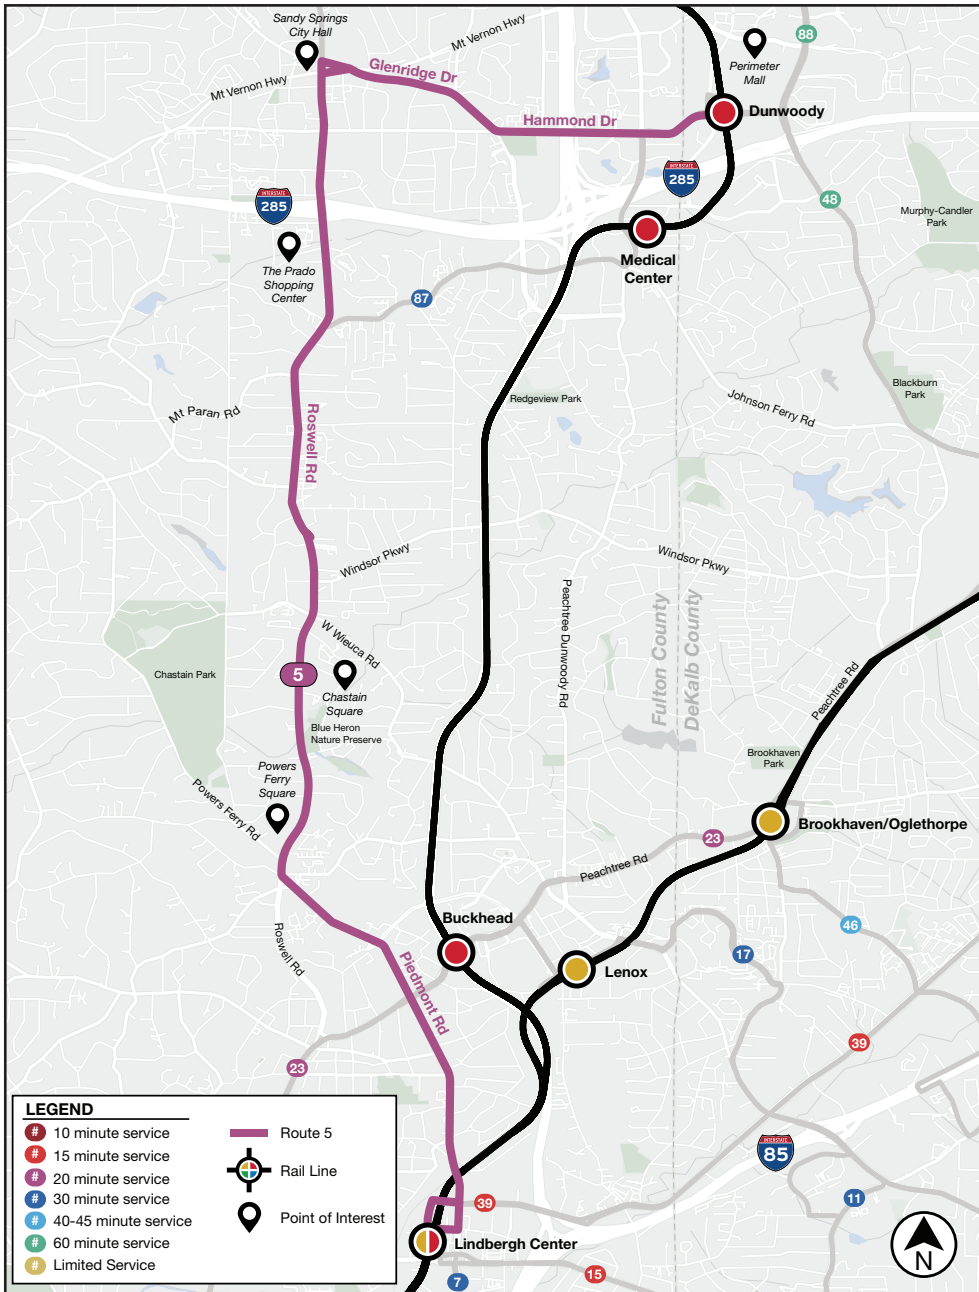 Sandy Springs
City Hall
Mt Vernon Hwy
88
Perimeter
Mall
Glenridge Dr
Mt Vernon Hwy
Hammond Dr
Dunwoody
INTERSTATE
285
INTERSTATE
285
48
Murphy-Candler
Park
Medical
Center
The Prado
Shopping
Center
87
Redgeview Park
Blackburn
Park
Johnson Ferry Rd
Mt Paran Rd
Roswell Rd
Windsor Pkwy
Windsor Pkwy
Peachtree Dunwoody Rd
Fulton County
DeKalb County
W Wieuca Rd
Chastain Park
5
Chastain
Square
Blue Heron
Nature Preserve
Peachtree Rd
Brookhaven
Park
Powers
Ferry
Square
Powers Ferry Rd
Brookhaven/Oglethorpe
23
Peachtree Rd
Buckhead
46
Roswell Rd
Piedmont Rd
17
Lenox
39
23
LEGEND
# 10 minute service
# 15 minute service
# 20 minute service
# 30 minute service
# 40-45 minute service
# 60 minute service
# Limited Service
Route 5
Rail Line
Point of Interest
INTERSTATE
85
39
11
Lindbergh Center
15
7
N